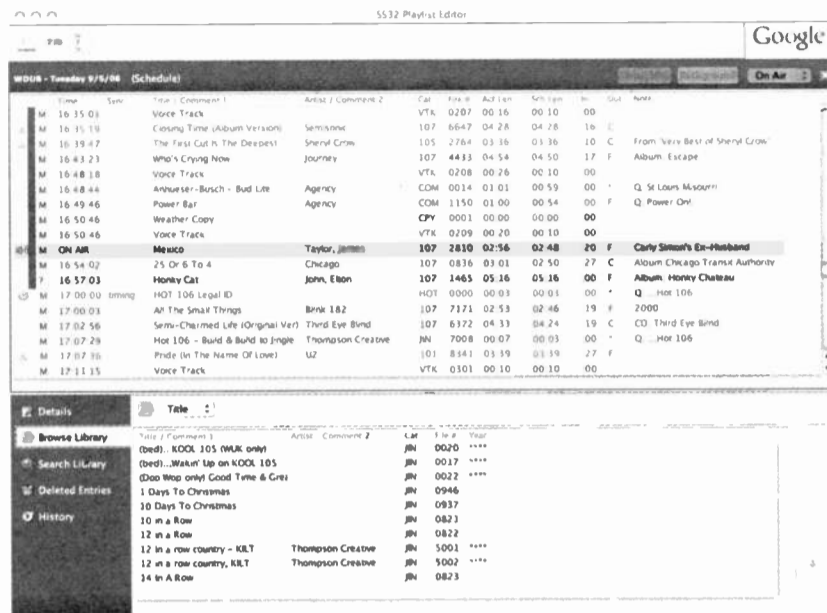 SS32 Playlist Editor
Title
Google
WDUR - Tuesday 9/5/06 (Schedule)
On Air
Time Sync Title / Comment 1 Artist / Comment 2 Cat File # Act Len Sch Len In Out Note
M 16 35 03 Voice Track VTK 0207 00 16 00 10 00
M 16 35 19 Closing Time (Album Version) Semisonic 107 6647 04 28 04 28 16 C
M 16 39 47 The First Cut Is The Deepest Sheryl Crow 105 2764 03 36 03 36 10 C From "Very Best of Sheryl Crow"
M 16 43 23 Who's Crying Now Journey 107 4433 04 54 04 50 17 F Album: Escape
M 16 48 18 Voice Track VTK 0208 00 26 00 10 00
M 16 48 44 Anhueser-Busch - Bud Lite Agency COM 0014 01 01 00 59 00 * Q: St Louis Missouri!
M 16 49 46 Power Bar Agency COM 1150 01 00 00 54 00 F Q: Power On!
M 16 50 46 Weather Copy CPY 0001 00 00 00 00 00
M 16 50 46 Voice Track VTK 0209 00 20 00 10 00
M ON AIR Mexico Taylor, James 107 2810 02:56 02 48 20 F Carly Simon's Ex-Husband
M 16 54 02 25 Or 6 To 4 Chicago 107 0836 03 01 02 50 27 C Album Chicago Transit Authority
16 57 03 Honky Cat John, Elton 107 1465 05 16 05 16 00 F Album: Honky Chateau
M 17 00 00 timing HOT 106 Legal ID HOT 0000 00 03 00 03 00 * Q: ...Hot 106
M 17 00 03 All The Small Things Blink 182 107 7171 02 53 02 46 19 F 2000
M 17 02 56 Semi-Charmed Life (Original Ver) Third Eye Blind 107 6372 04 33 04 24 19 C CD: Third Eye Blind
M 17 07 29 Hot 106 - Build & Build to Jingle Thompson Creative JIN 7008 00 07 00 03 00 * Q: ...Hot 106
M 17 07 36 Pride (In The Name Of Love) U2 101 8341 03 39 03 39 27 F
M 17 11 15 Voice Track VTK 0301 00 10 00 10 00
Details
Title
Browse Library
Title / Comment 1 Artist / Comment 2 Cat File # Year
(bed)... KOOL 105 (WUK only) JIN 0020 ****
(bed)...Wakin' Up on KOOL 105 JIN 0017 ****
Search Library
(Doo Wop only) Good Time & Grea JIN 0022 ****
1 Days To Christmas JIN 0946
Deleted Entries
10 Days To Christmas JIN 0937
History
10 in a Row JIN 0821
12 in a Row JIN 0822
12 in a row country - KILT Thompson Creative JIN 5001 ****
12 in a row country, KILT Thompson Creative JIN 5002 ****
14 In A Row JIN 0823